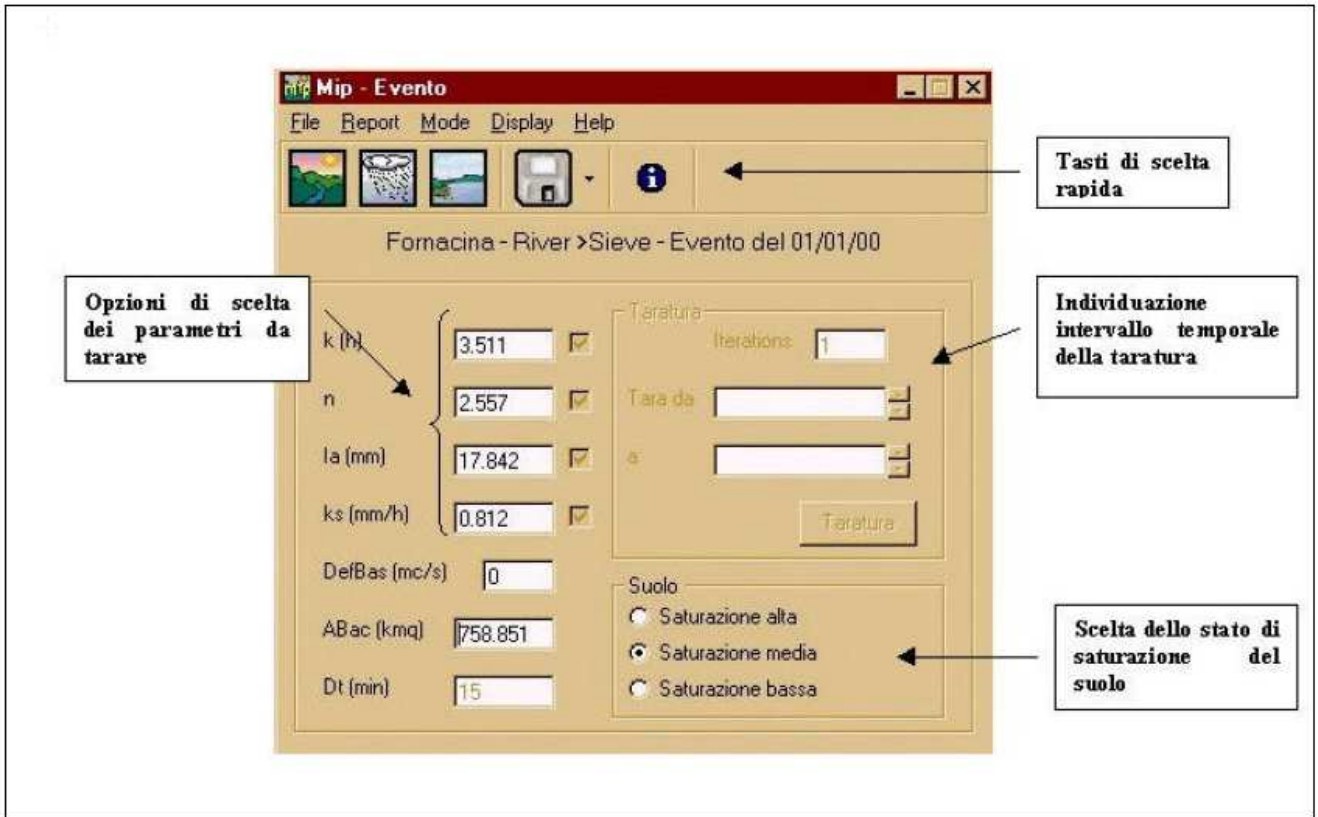 Mip - Evento
File Report Mode Display Help
Tasti di scelta
rapida
Fornacina - River >Sieve - Evento del 01/01/00
Opzioni di scelta
dei parametri da
tarare
Individuazione
intervallo temporale
della taratura
k (h) 3.511
n 2.557
Ia (mm) 17.842
ks (mm/h) 0.812
DefBas (mc/s) 0
ABac (kmq) 758.851
Dt (min) 15
Taratura
Iterations 1
Tara da
a
Taratura
Suolo
Saturazione alta
Saturazione media
Saturazione bassa
Scelta dello stato di
saturazione del
suolo